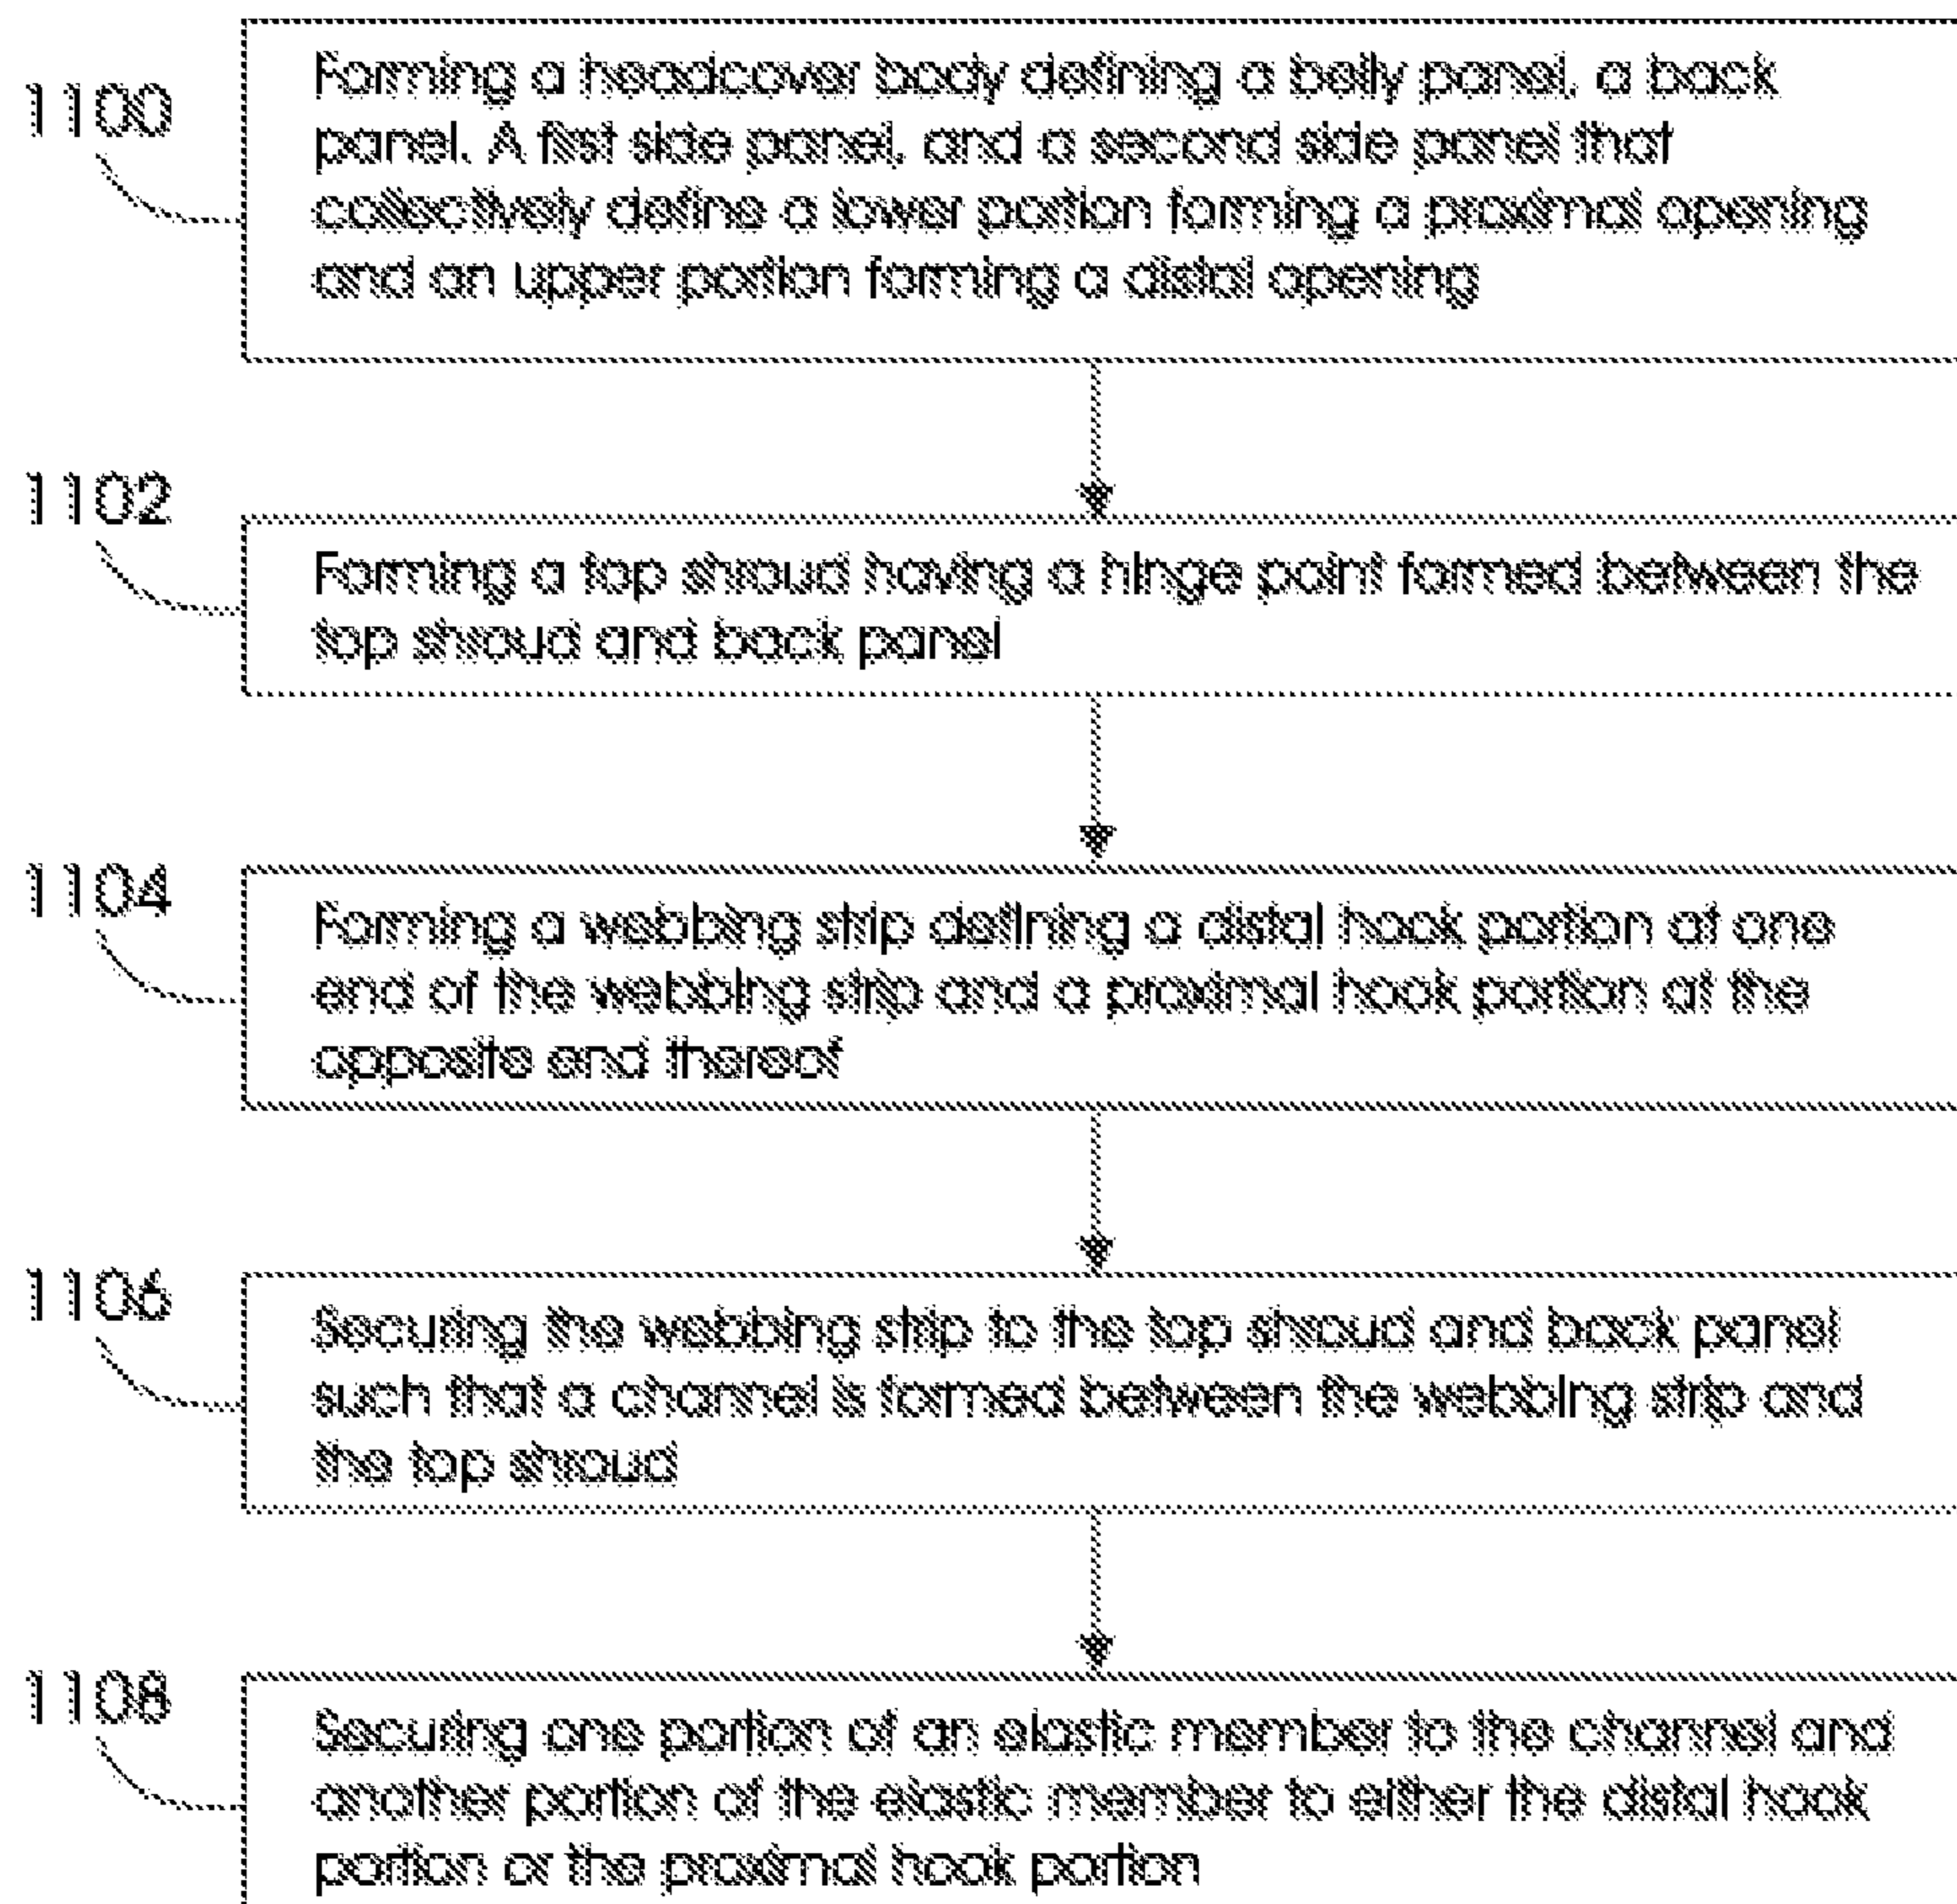 1100
Forming a headcover body defining a belly panel, a back
panel. A first side panel, and a second side panel that
collectively define a lower portion forming a proximal opening
and an upper portion forming a distal opening
1102
Forming a top shroud having a hinge point formed between the
top shroud and back panel
1104
Forming a webbing strip defining a distal hook portion at one
end of the webbing strip and a proximal hook portion at the
opposite end thereof
1106
Securing the webbing strip to the top shroud and back panel
such that a channel is formed between the webbing strip and
the top shroud
1108
Securing one portion of an elastic member to the channel and
another portion of the elastic member to either the distal hook
portion or the proximal hook portion